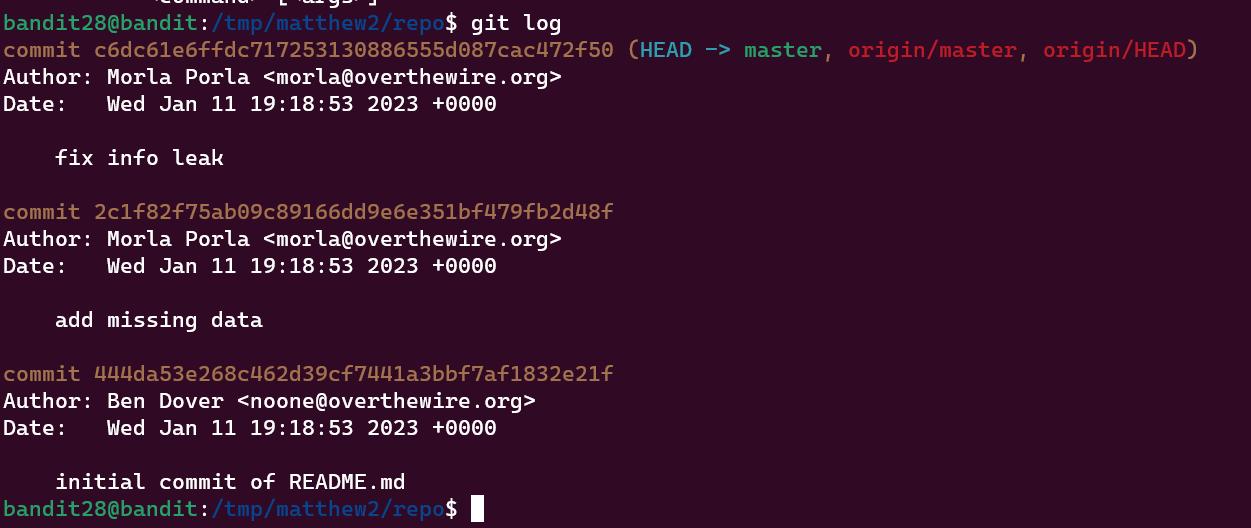 <command> [<args>]
bandit28@bandit:/tmp/matthew2/repo$ git log
commit c6dc61e6ffdc717253130886555d087cac472f50 (HEAD -> master, origin/master, origin/HEAD)
Author: Morla Porla <morla@overthewire.org>
Date:   Wed Jan 11 19:18:53 2023 +0000
    fix info leak
commit 2c1f82f75ab09c89166dd9e6e351bf479fb2d48f
Author: Morla Porla <morla@overthewire.org>
Date:   Wed Jan 11 19:18:53 2023 +0000
    add missing data
commit 444da53e268c462d39cf7441a3bbf7af1832e21f
Author: Ben Dover <noone@overthewire.org>
Date:   Wed Jan 11 19:18:53 2023 +0000
    initial commit of README.md
bandit28@bandit:/tmp/matthew2/repo$